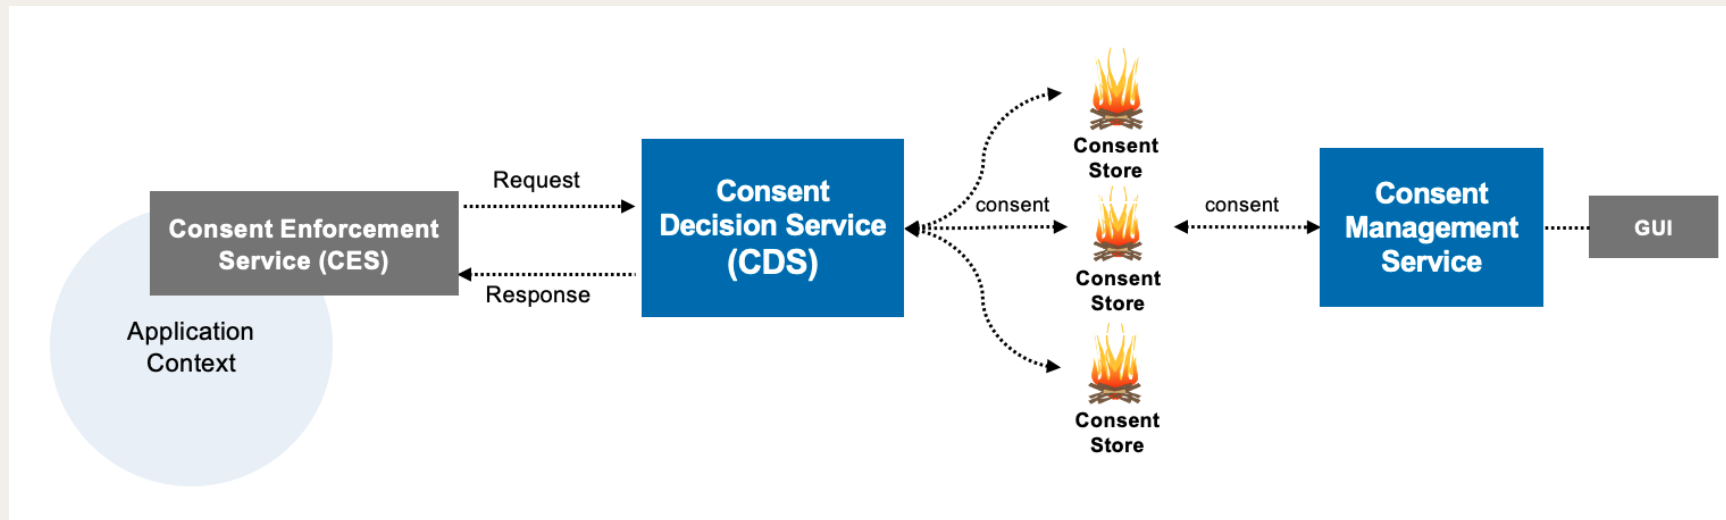 Consent Enforcement
Service (CES)
Application
Context
Request
Response
Consent
Decision Service
(CDS)
consent
Consent
Store
Consent
Store
Consent
Store
consent
Consent
Management
Service
GUI